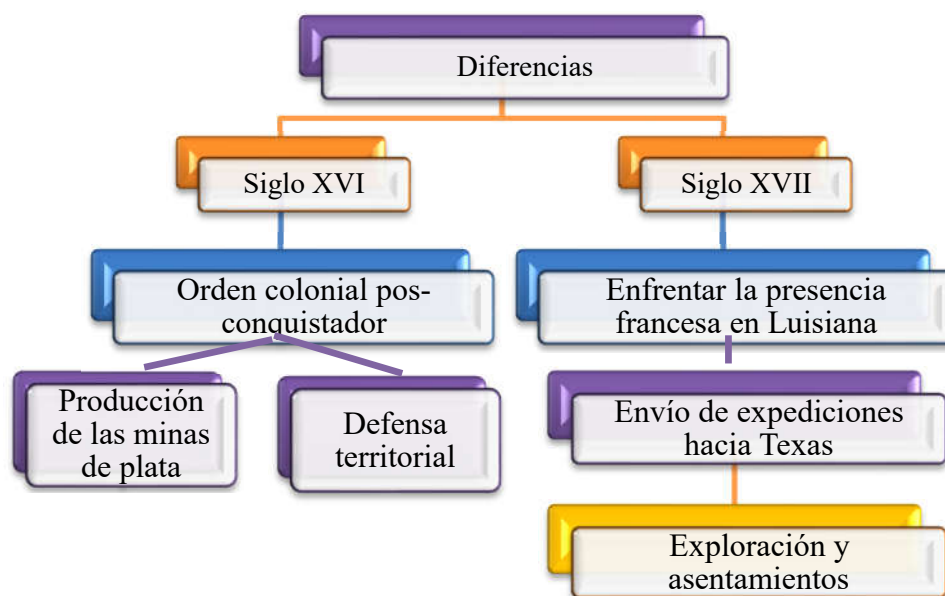 Diferencias
Siglo XVI
Siglo XVII
Orden colonial pos-
conquistador
Enfrentar la presencia
francesa en Luisiana
Producción
de las minas
de plata
Defensa
territorial
Envío de expediciones
hacia Texas
Exploración y
asentamientos